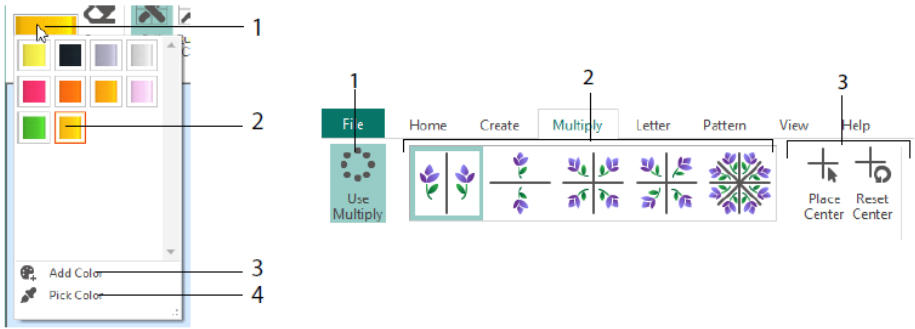 1
2
3
4
Add Color
Pick Color
1
2
3
File Home Create Multiply Letter Pattern View Help
Use
Multiply
Place
Center
Reset
Center